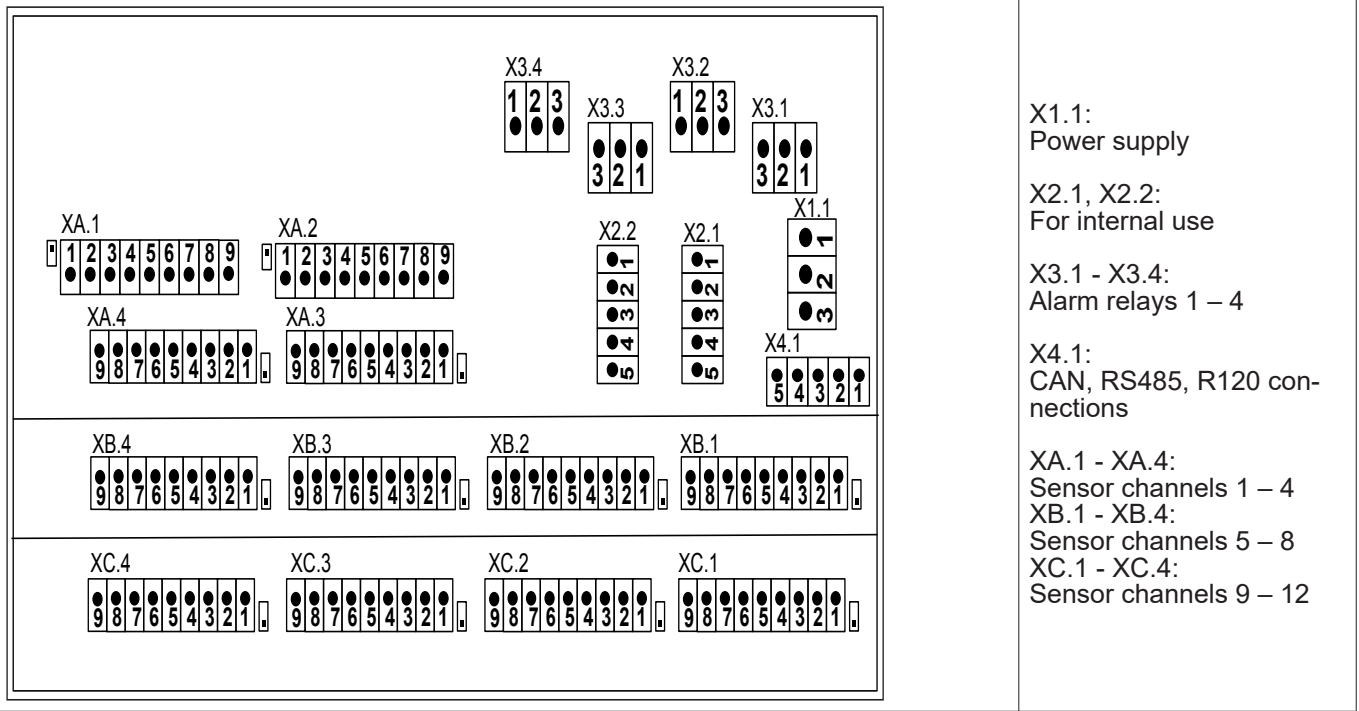 X3.4
1 2 3
X3.2
1 2 3
X3.3
3 2 1
X3.1
3 2 1
XA.1
1 2 3 4 5 6 7 8 9
XA.2
1 2 3 4 5 6 7 8 9
X2.2
1
2
3
4
5
X2.1
1
2
3
4
5
X1.1
1
2
3
XA.4
9 8 7 6 5 4 3 2 1
XA.3
9 8 7 6 5 4 3 2 1
X4.1
5 4 3 2 1
XB.4
9 8 7 6 5 4 3 2 1
XB.3
9 8 7 6 5 4 3 2 1
XB.2
9 8 7 6 5 4 3 2 1
XB.1
9 8 7 6 5 4 3 2 1
XC.4
9 8 7 6 5 4 3 2 1
XC.3
9 8 7 6 5 4 3 2 1
XC.2
9 8 7 6 5 4 3 2 1
XC.1
9 8 7 6 5 4 3 2 1
X1.1:
Power supply
X2.1, X2.2:
For internal use
X3.1 - X3.4:
Alarm relays 1 – 4
X4.1:
CAN, RS485, R120 con-
nections
XA.1 - XA.4:
Sensor channels 1 – 4
XB.1 - XB.4:
Sensor channels 5 – 8
XC.1 - XC.4:
Sensor channels 9 – 12